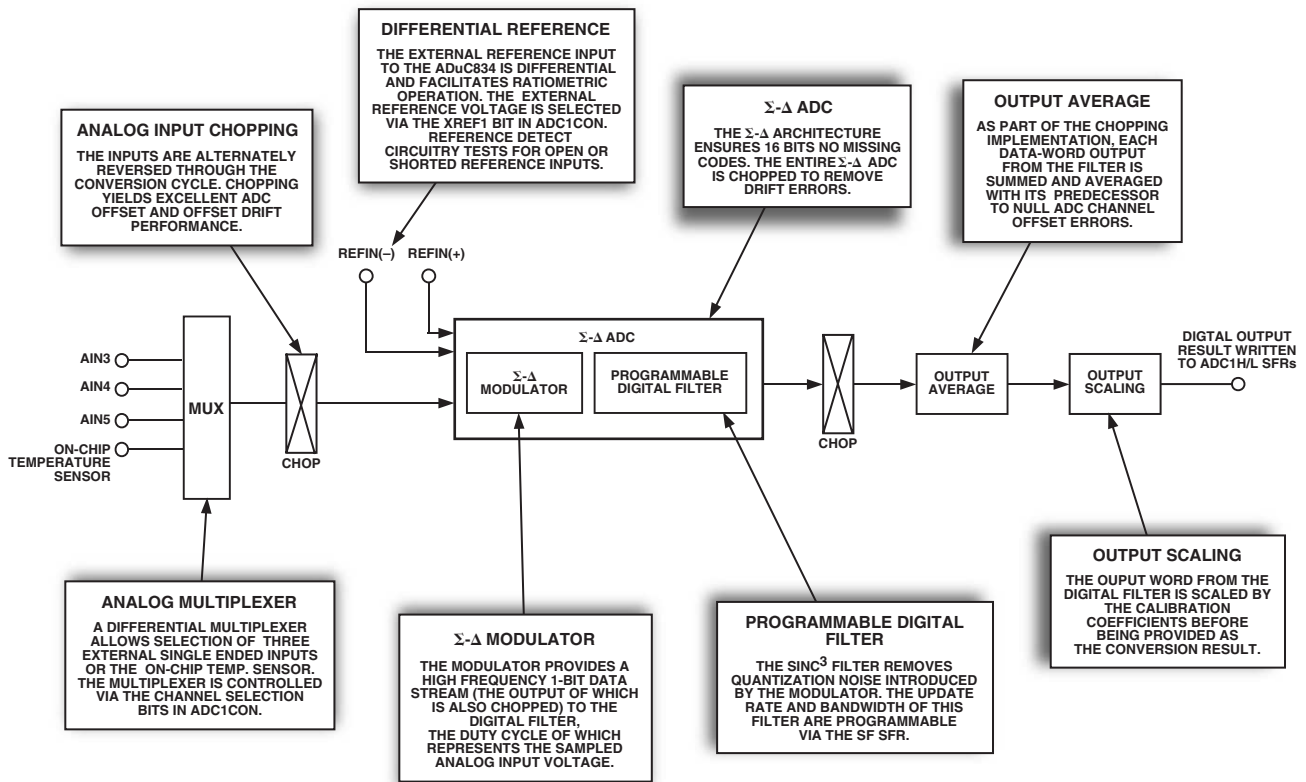 DIFFERENTIAL REFERENCE
THE EXTERNAL REFERENCE INPUT
TO THE ADuC834 IS DIFFERENTIAL
AND FACILITATES RATIOMETRIC
OPERATION. THE EXTERNAL
REFERENCE VOLTAGE IS SELECTED
VIA THE XREF1 BIT IN ADC1CON.
REFERENCE DETECT
CIRCUITRY TESTS FOR OPEN OR
SHORTED REFERENCE INPUTS.
ANALOG INPUT CHOPPING
THE INPUTS ARE ALTERNATELY
REVERSED THROUGH THE
CONVERSION CYCLE. CHOPPING
YIELDS EXCELLENT ADC
OFFSET AND OFFSET DRIFT
PERFORMANCE.
Σ-Δ ADC
THE Σ-Δ ARCHITECTURE
ENSURES 16 BITS NO MISSING
CODES. THE ENTIRE Σ-Δ ADC
IS CHOPPED TO REMOVE
DRIFT ERRORS.
OUTPUT AVERAGE
AS PART OF THE CHOPPING
IMPLEMENTATION, EACH
DATA-WORD OUTPUT
FROM THE FILTER IS
SUMMED AND AVERAGED
WITH ITS PREDECESSOR
TO NULL ADC CHANNEL
OFFSET ERRORS.
REFIN(–) REFIN(+)
AIN3
AIN4
AIN5
ON-CHIP
TEMPERATURE
SENSOR
MUX
CHOP
Σ-Δ ADC
Σ-Δ
MODULATOR
PROGRAMMABLE
DIGITAL FILTER
CHOP
OUTPUT
AVERAGE
OUTPUT
SCALING
DIGTAL OUTPUT
RESULT WRITTEN
TO ADC1H/L SFRs
ANALOG MULTIPLEXER
A DIFFERENTIAL MULTIPLEXER
ALLOWS SELECTION OF THREE
EXTERNAL SINGLE ENDED INPUTS
OR THE ON-CHIP TEMP. SENSOR.
THE MULTIPLEXER IS CONTROLLED
VIA THE CHANNEL SELECTION
BITS IN ADC1CON.
Σ-Δ MODULATOR
THE MODULATOR PROVIDES A
HIGH FREQUENCY 1-BIT DATA
STREAM (THE OUTPUT OF WHICH
IS ALSO CHOPPED) TO THE
DIGITAL FILTER,
THE DUTY CYCLE OF WHICH
REPRESENTS THE SAMPLED
ANALOG INPUT VOLTAGE.
PROGRAMMABLE DIGITAL
FILTER
THE SINC³ FILTER REMOVES
QUANTIZATION NOISE INTRODUCED
BY THE MODULATOR. THE UPDATE
RATE AND BANDWIDTH OF THIS
FILTER ARE PROGRAMMABLE
VIA THE SF SFR.
OUTPUT SCALING
THE OUPUT WORD FROM THE
DIGITAL FILTER IS SCALED BY
THE CALIBRATION
COEFFICIENTS BEFORE
BEING PROVIDED AS
THE CONVERSION RESULT.